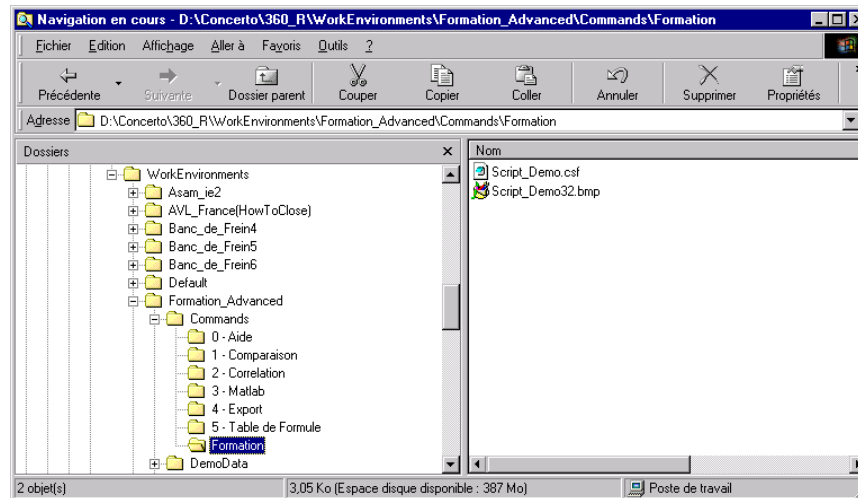 Navigation en cours - D:\Concerto\360_R\WorkEnvironments\Formation_Advanced\Commands\Formation
Fichier Edition Affichage Aller à Favoris Outils ?
Précédente Suivante Dossier parent Couper Copier Coller Annuler Supprimer Propriétés
Adresse D:\Concerto\360_R\WorkEnvironments\Formation_Advanced\Commands\Formation
Dossiers
Nom
WorkEnvironments
Asam_ie2
AVL_France(HowToClose)
Banc_de_Frein4
Banc_de_Frein5
Banc_de_Frein6
Default
Formation_Advanced
Commands
0 - Aide
1 - Comparaison
2 - Correlation
3 - Matlab
4 - Export
5 - Table de Formule
Formation
DemoData
Script_Demo.csf
Script_Demo32.bmp
2 objet(s) 3,05 Ko (Espace disque disponible : 387 Mo) Poste de travail